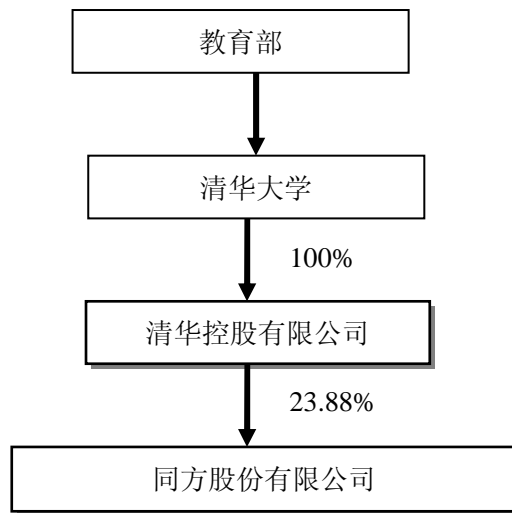 教育部
清华大学
100%
清华控股有限公司
23.88%
同方股份有限公司